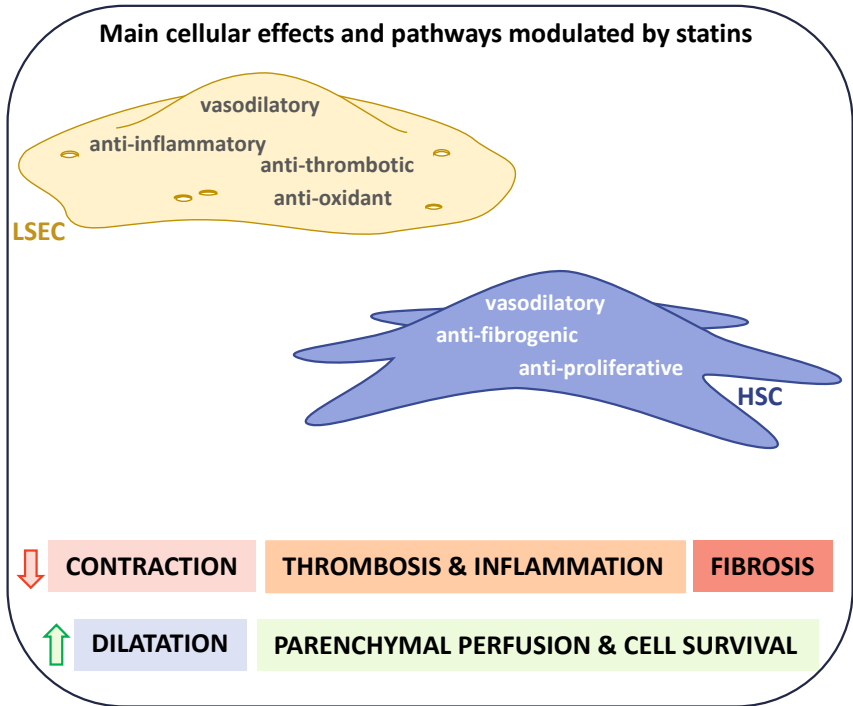 Main cellular effects and pathways modulated by statins
vasodilatory
anti-inflammatory
anti-thrombotic
anti-oxidant
LSEC
vasodilatory
anti-fibrogenic
anti-proliferative
HSC
CONTRACTION
THROMBOSIS & INFLAMMATION
FIBROSIS
DILATATION
PARENCHYMAL PERFUSION & CELL SURVIVAL